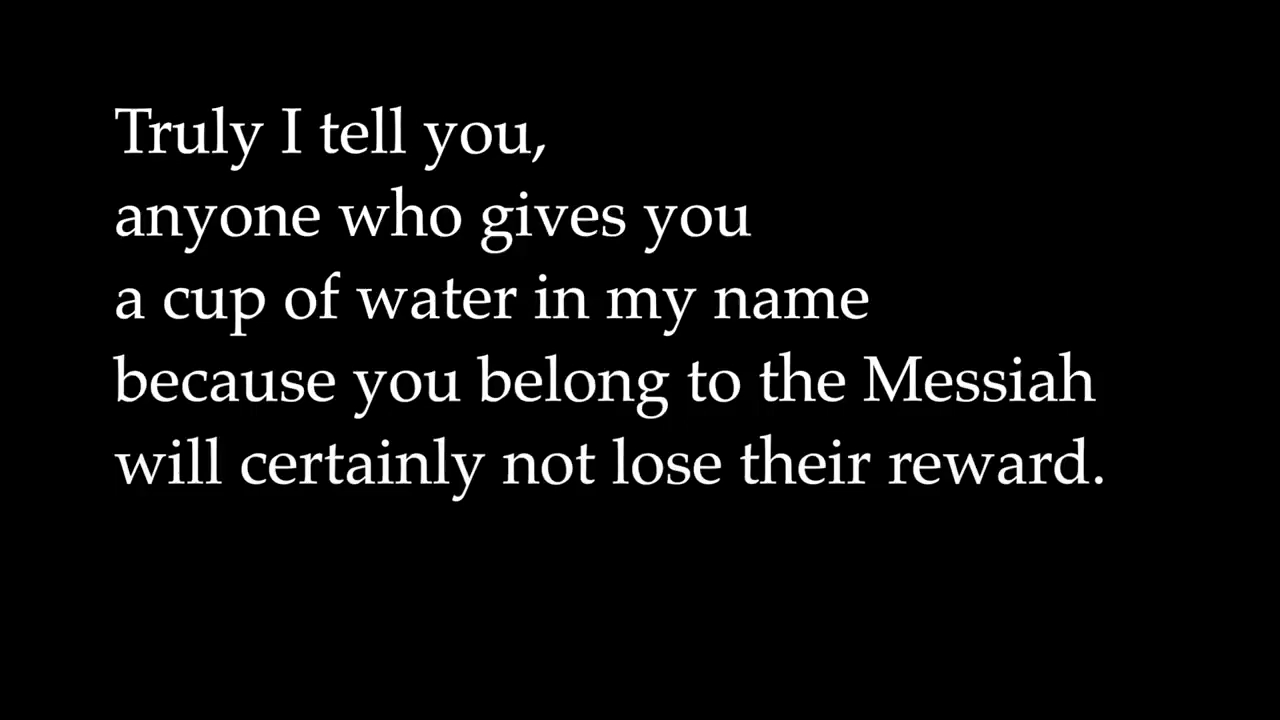 Truly I tell you,
anyone who gives you
a cup of water in my name
because you belong to the Messiah
will certainly not lose their reward.